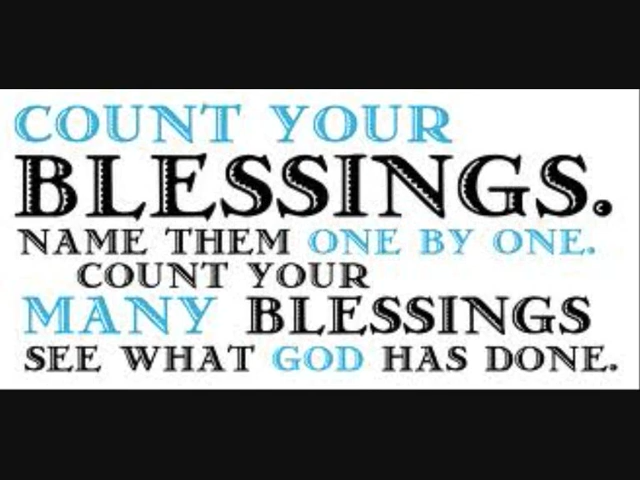 COUNT YOUR
BLESSINGS.
NAME THEM ONE BY ONE.
COUNT YOUR
MANY BLESSINGS
SEE WHAT GOD HAS DONE.